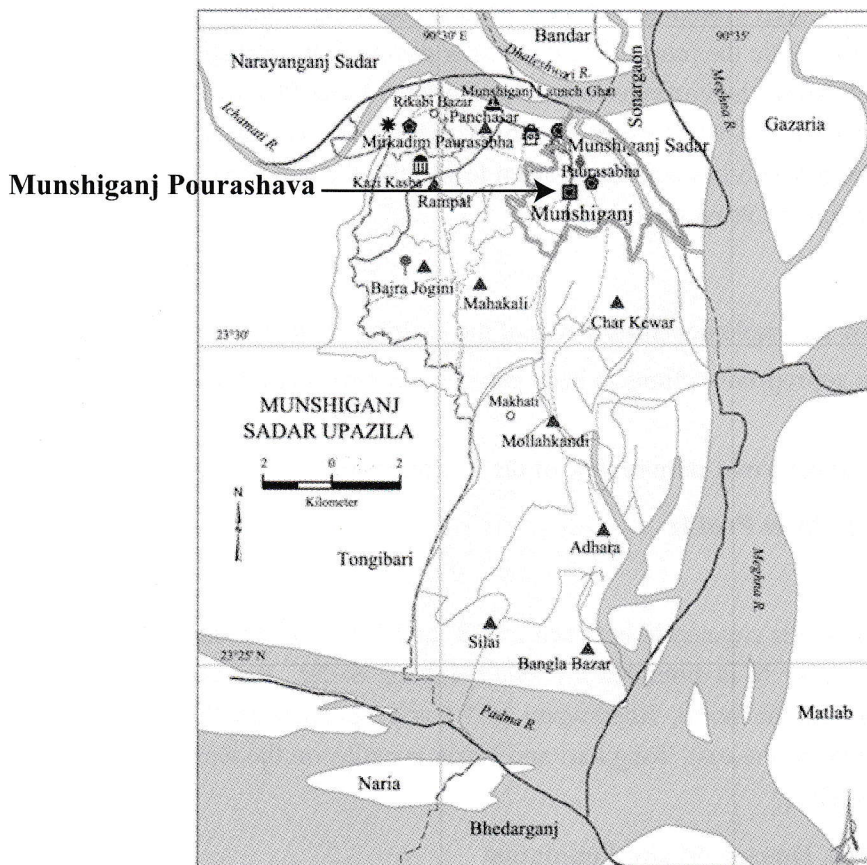 90°30' E
Bandar
90°35'
Narayanganj Sadar
Dhaleshwari R.
Sonargaon
Meghna R.
Munshiganj Launch Ghat
Rikabi Bazar
Panchasar
Ichamati R.
Gazaria
Mirkadim Paurasabha
Munshiganj Sadar
Paurasabha
Kazi Kasba
Munshiganj Pourashava
Rampal
Munshiganj
Bajra Jogini
Mahakali
Char Kewar
23°30'
MUNSHIGANJ
SADAR UPAZILA
Makhati
Mollahkandi
2 0 2
Kilometer
N
Adhara
Tongibari
Meghna R.
Silai
23°25' N
Bangla Bazar
Padma R.
Matlab
Naria
Bhedarganj